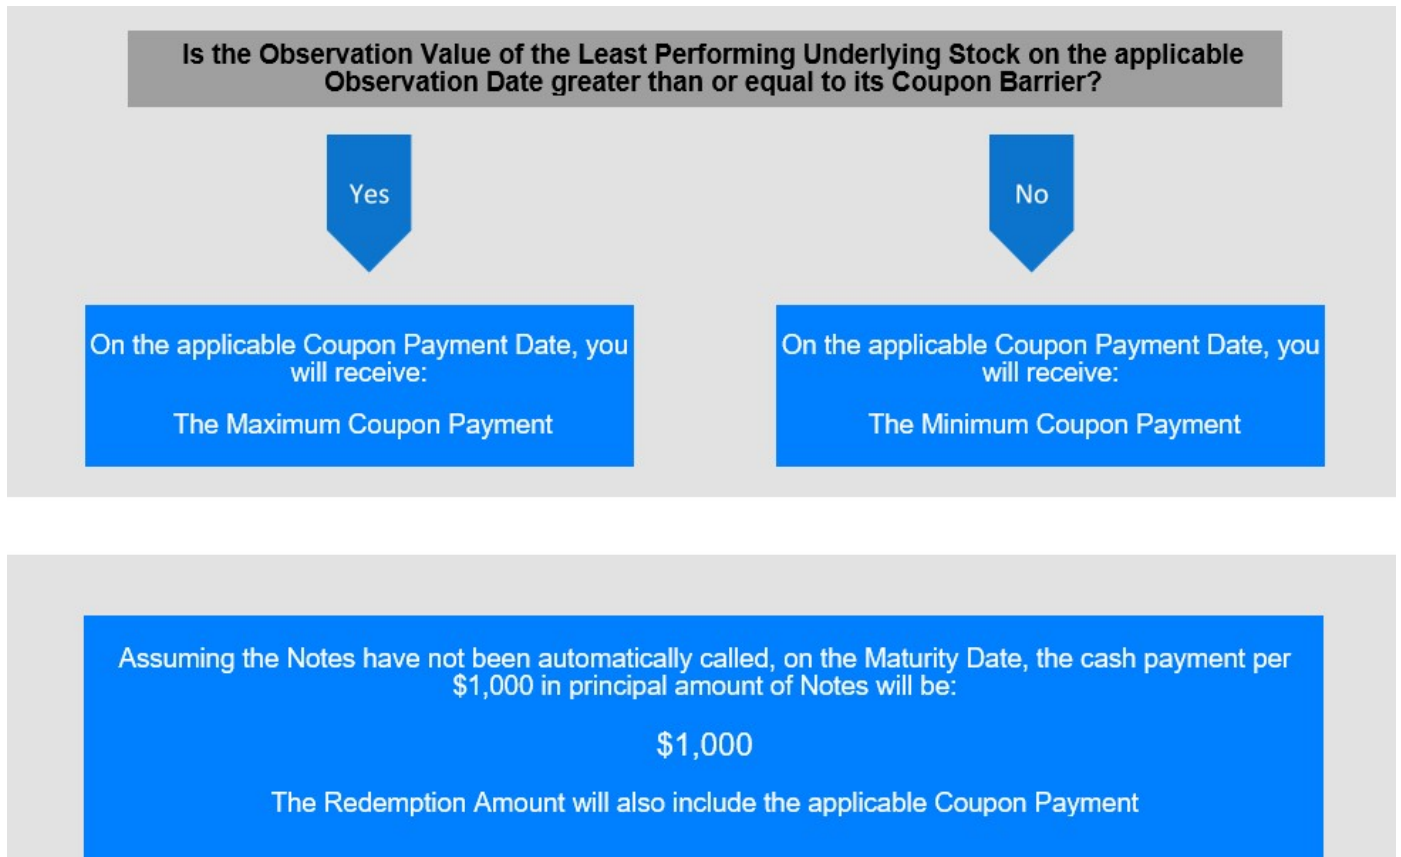 Is the Observation Value of the Least Performing Underlying Stock on the applicable
Observation Date greater than or equal to its Coupon Barrier?
Yes
No
On the applicable Coupon Payment Date, you
will receive:
The Maximum Coupon Payment
On the applicable Coupon Payment Date, you
will receive:
The Minimum Coupon Payment
Assuming the Notes have not been automatically called, on the Maturity Date, the cash payment per
$1,000 in principal amount of Notes will be:
$1,000
The Redemption Amount will also include the applicable Coupon Payment